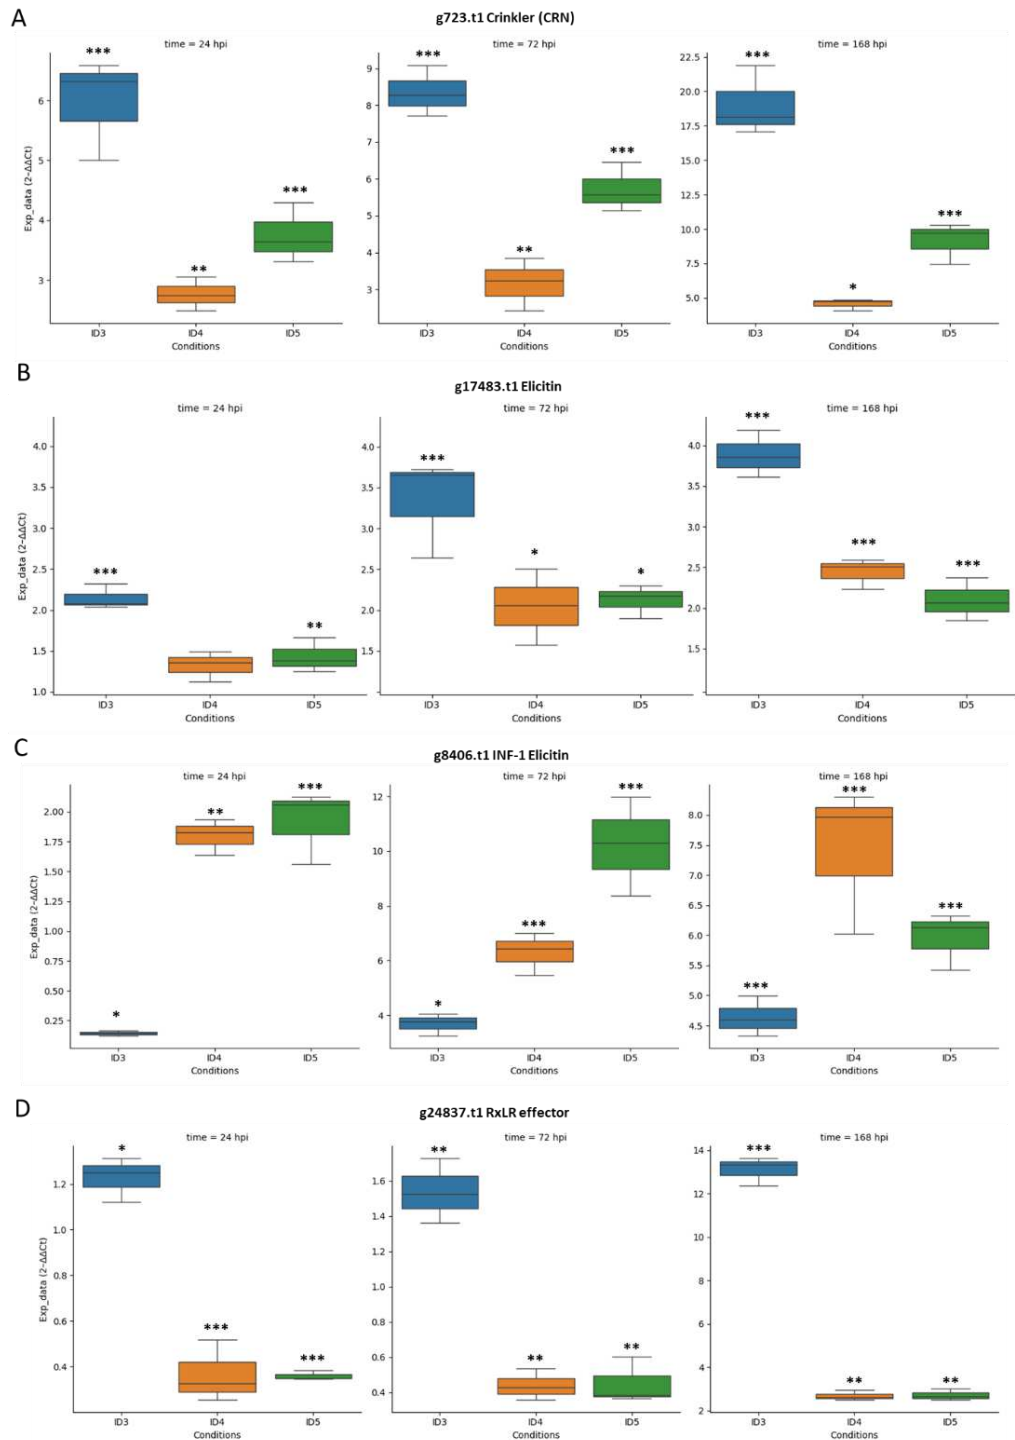 A
g723.t1 Crinkler (CRN)
time = 24 hpi time = 72 hpi time = 168 hpi
*** *** *** ** *** ** *** *** * ***
Exp_data (2-ΔΔCt)
6
5
4
3
9
8
7
6
5
4
3
22.5
20.0
17.5
15.0
12.5
10.0
7.5
5.0
ID3 ID4 ID5 ID3 ID4 ID5 ID3 ID4 ID5
Conditions Conditions Conditions
B
g17483.t1 Elicitin
time = 24 hpi time = 72 hpi time = 168 hpi
*** ** *** * * *** *** ***
Exp_data (2-ΔΔCt)
4.0
3.5
3.0
2.5
2.0
1.5
1.0
4.0
3.5
3.0
2.5
2.0
1.5
4.0
3.5
3.0
2.5
2.0
1.5
ID3 ID4 ID5 ID3 ID4 ID5 ID3 ID4 ID5
Conditions Conditions Conditions
C
g8406.t1 INF-1 Elicitin
time = 24 hpi time = 72 hpi time = 168 hpi
* ** *** * *** *** *** *** ***
Exp_data (2-ΔΔCt)
2.00
1.75
1.50
1.25
1.00
0.75
0.50
0.25
12
10
8
6
4
8.0
7.5
7.0
6.5
6.0
5.5
5.0
4.5
ID3 ID4 ID5 ID3 ID4 ID5 ID3 ID4 ID5
Conditions Conditions Conditions
D
g24837.t1 RxLR effector
time = 24 hpi time = 72 hpi time = 168 hpi
* *** *** ** ** ** *** ** **
Exp_data (2-ΔΔCt)
1.2
1.0
0.8
0.6
0.4
1.6
1.4
1.2
1.0
0.8
0.6
0.4
14
12
10
8
6
4
2
ID3 ID4 ID5 ID3 ID4 ID5 ID3 ID4 ID5
Conditions Conditions Conditions